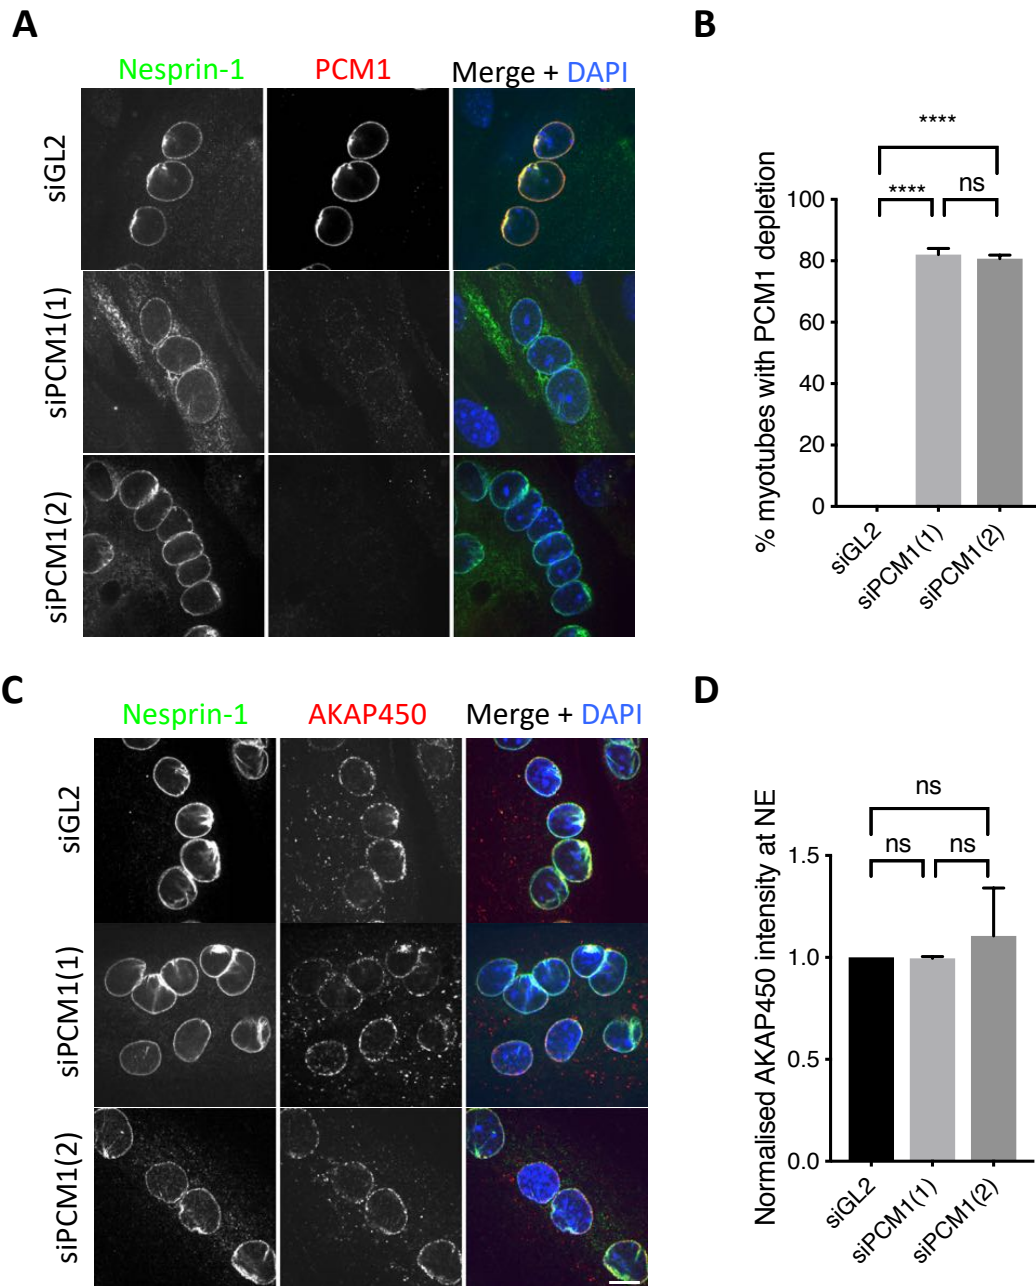 A
Nesprin-1 PCM1 Merge + DAPI
siGL2
siPCM1(1)
siPCM1(2)
B
****
**** ns
% myotubes with PCM1 depletion
100
80
60
40
20
0
siGL2 siPCM1(1) siPCM1(2)
C
Nesprin-1 AKAP450 Merge + DAPI
siGL2
siPCM1(1)
siPCM1(2)
D
ns
ns ns
Normalised AKAP450 intensity at NE
1.5
1.0
0.5
0.0
siGL2 siPCM1(1) siPCM1(2)